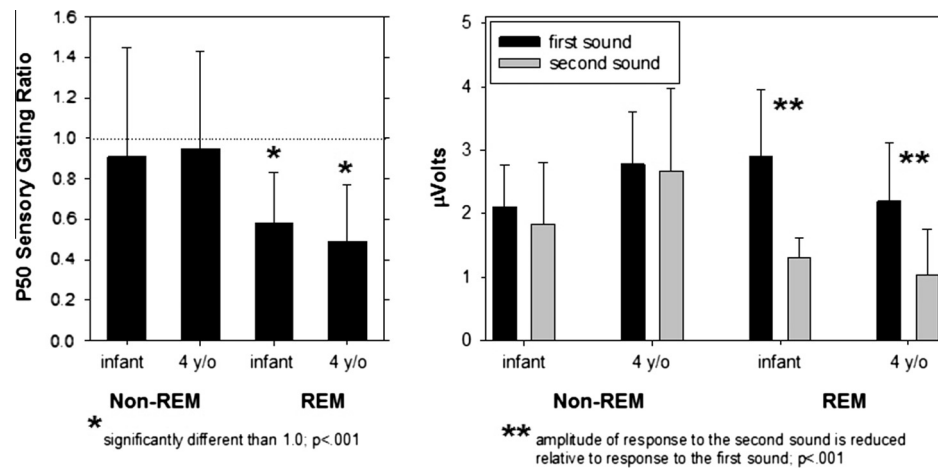 P50 Sensory Gating Ratio
1.6
1.4
1.2
1.0
0.8
0.6
0.4
0.2
0.0
*
*
infant
4 y/o
infant
4 y/o
Non-REM
REM
* significantly different than 1.0; p<.001
µVolts
5
4
3
2
1
0
first sound
second sound
**
**
infant
4 y/o
infant
4 y/o
Non-REM
REM
** amplitude of response to the second sound is reduced
relative to response to the first sound; p<.001